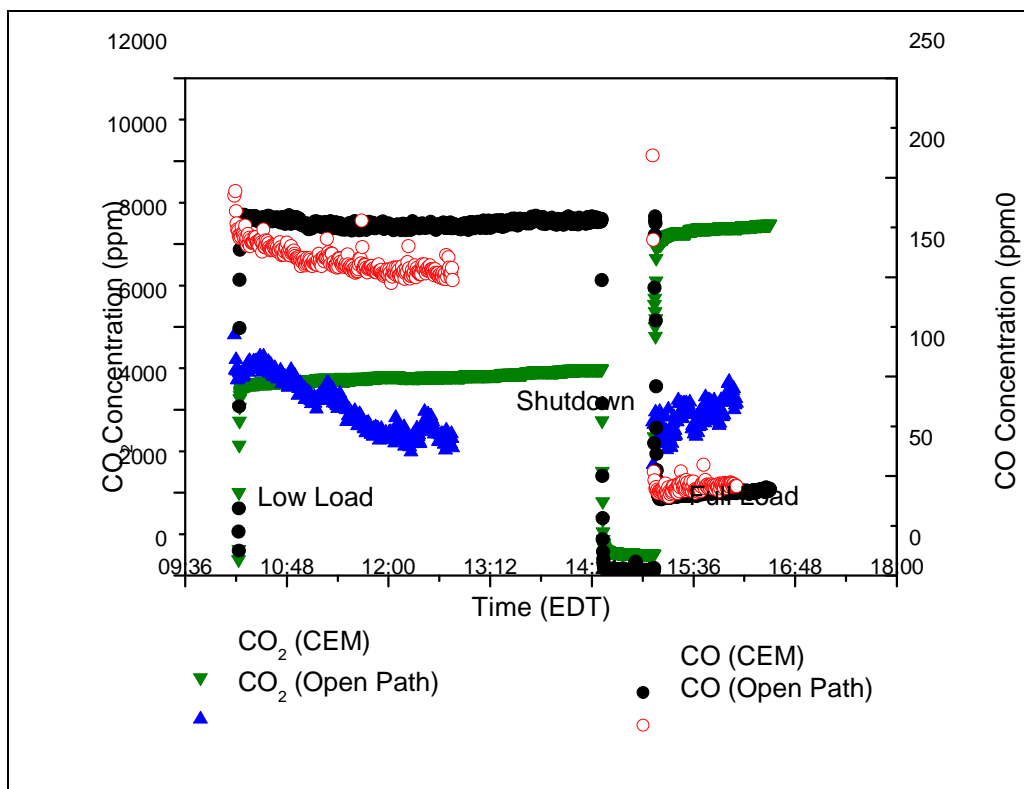 12000
10000
8000
6000
4000
2000
0
CO2 Concentration (ppm)
250
200
150
100
50
0
CO Concentration (ppm0
Shutdown
Low Load
Full Load
09:36 10:48 12:00 13:12 14:24 15:36 16:48 18:00
Time (EDT)
CO2 (CEM)
CO2 (Open Path)
CO (CEM)
CO (Open Path)